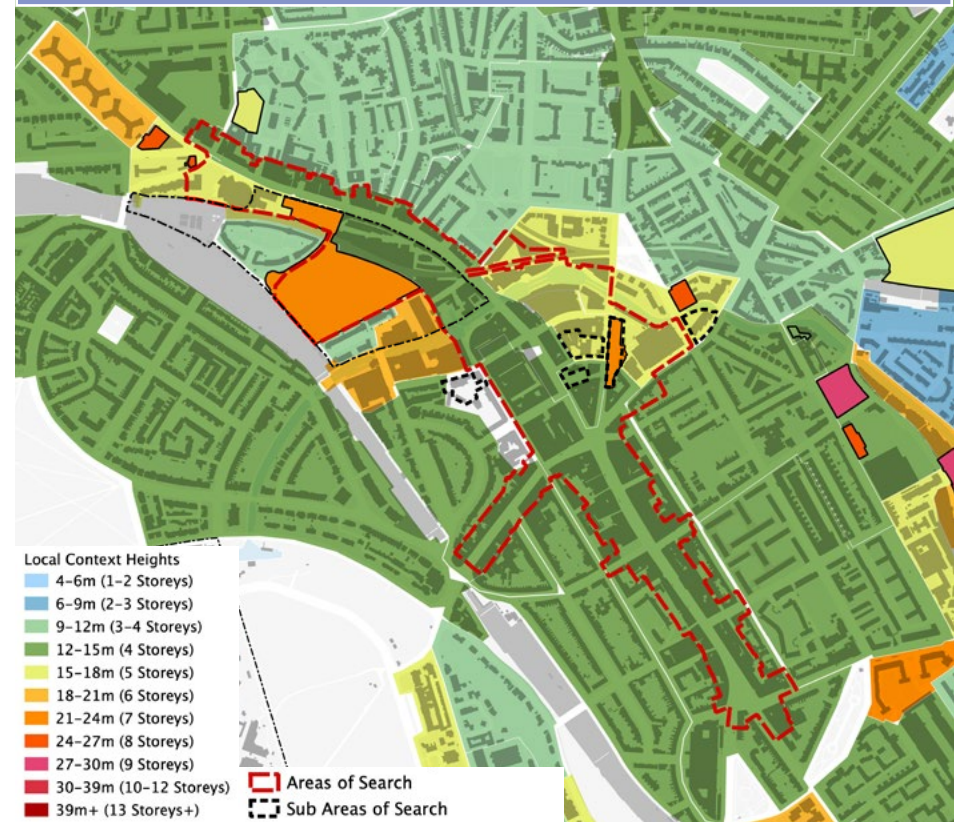 Local Context Heights
4-6m (1-2 Storeys)
6-9m (2-3 Storeys)
9-12m (3-4 Storeys)
12-15m (4 Storeys)
15-18m (5 Storeys)
18-21m (6 Storeys)
21-24m (7 Storeys)
24-27m (8 Storeys)
27-30m (9 Storeys)
30-39m (10-12 Storeys)
39m+ (13 Storeys+)
Areas of Search
Sub Areas of Search